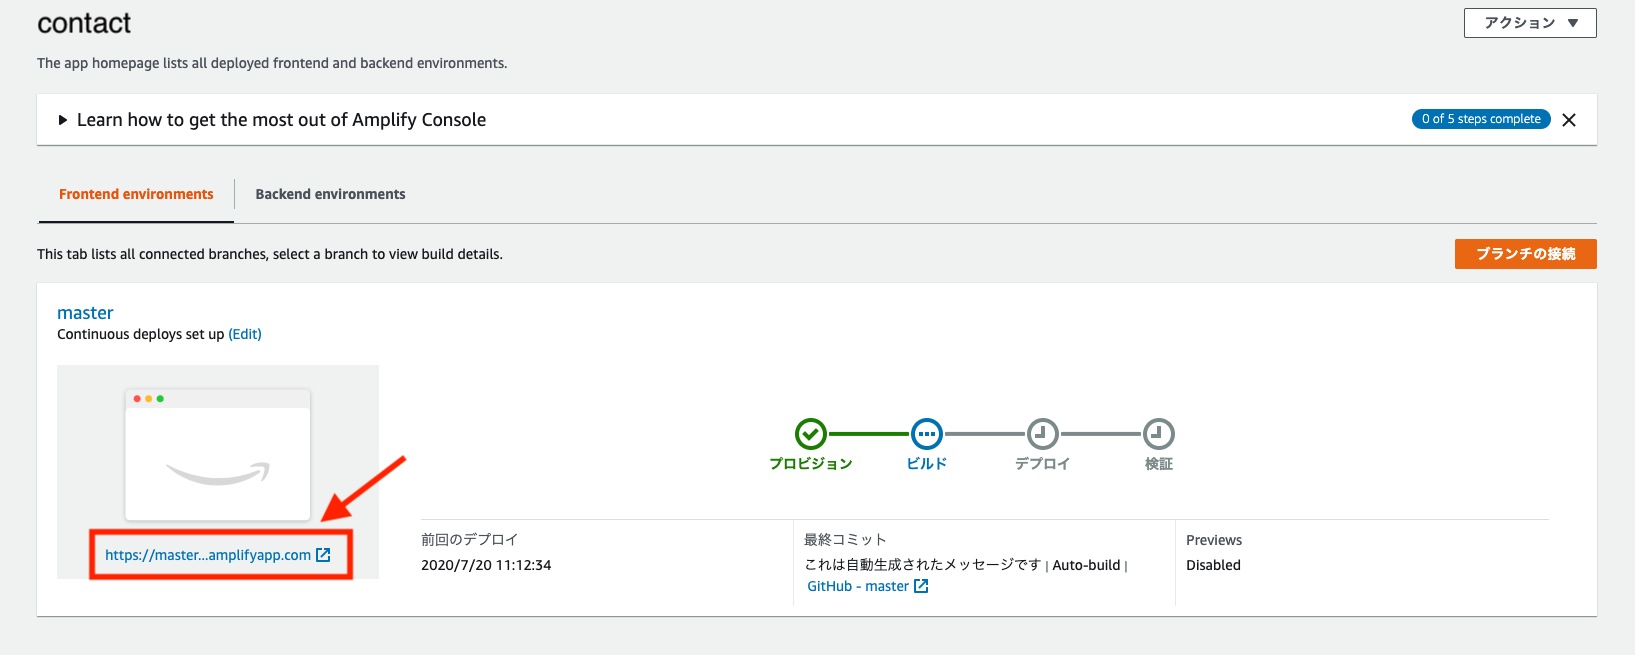 contact
アクション ▼
The app homepage lists all deployed frontend and backend environments.
Learn how to get the most out of Amplify Console
0 of 5 steps complete
Frontend environments
Backend environments
This tab lists all connected branches, select a branch to view build details.
ブランチの接続
master
Continuous deploys set up (Edit)
プロビジョン
ビルド
デプロイ
検証
https://master...amplifyapp.com
前回のデプロイ
2020/7/20 11:12:34
最終コミット
これは自動生成されたメッセージです | Auto-build |
GitHub - master
Previews
Disabled